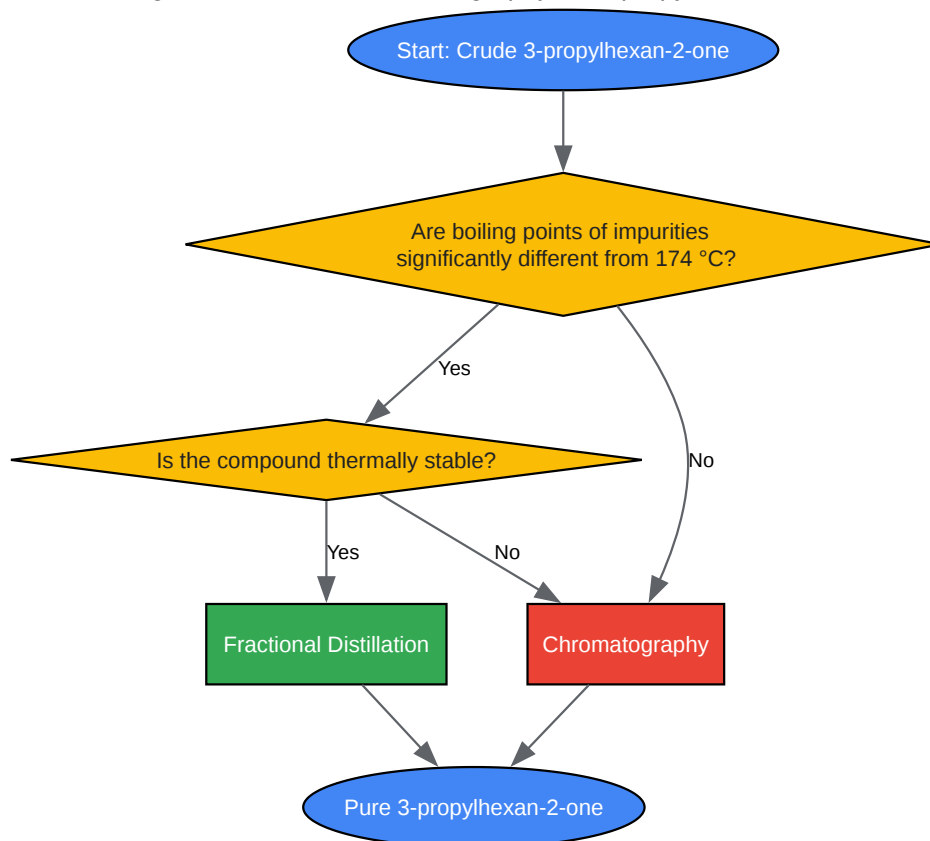 Start: Crude 3-propylhexan-2-one
Are boiling points of impurities
significantly different from 174 °C?
Yes
No
Is the compound thermally stable?
Yes
No
Fractional Distillation
Chromatography
Pure 3-propylhexan-2-one